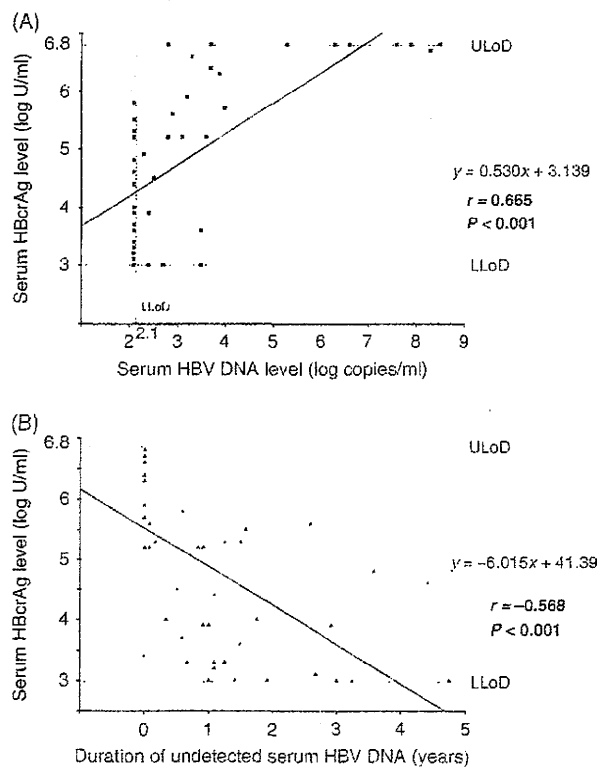 (A)
6.8
6
5
4
3
Serum HBcrAg level (log U/ml)
ULoD
y = 0.530x + 3.139
r = 0.665
P < 0.001
LLoD
LLoD
2.1
2 3 4 5 6 7 8 9
Serum HBV DNA level (log copies/ml)
(B)
6.8
6
5
4
3
Serum HBcrAg level (log U/ml)
ULoD
y = −6.015x + 41.39
r = −0.568
P < 0.001
LLoD
0 1 2 3 4 5
Duration of undetected serum HBV DNA (years)